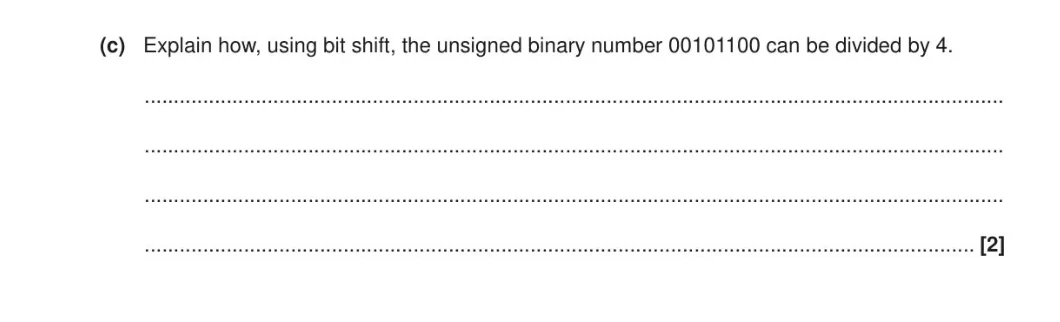 (c) Explain how, using bit shift, the unsigned binary number 00101100 can be divided by 4.
[2]